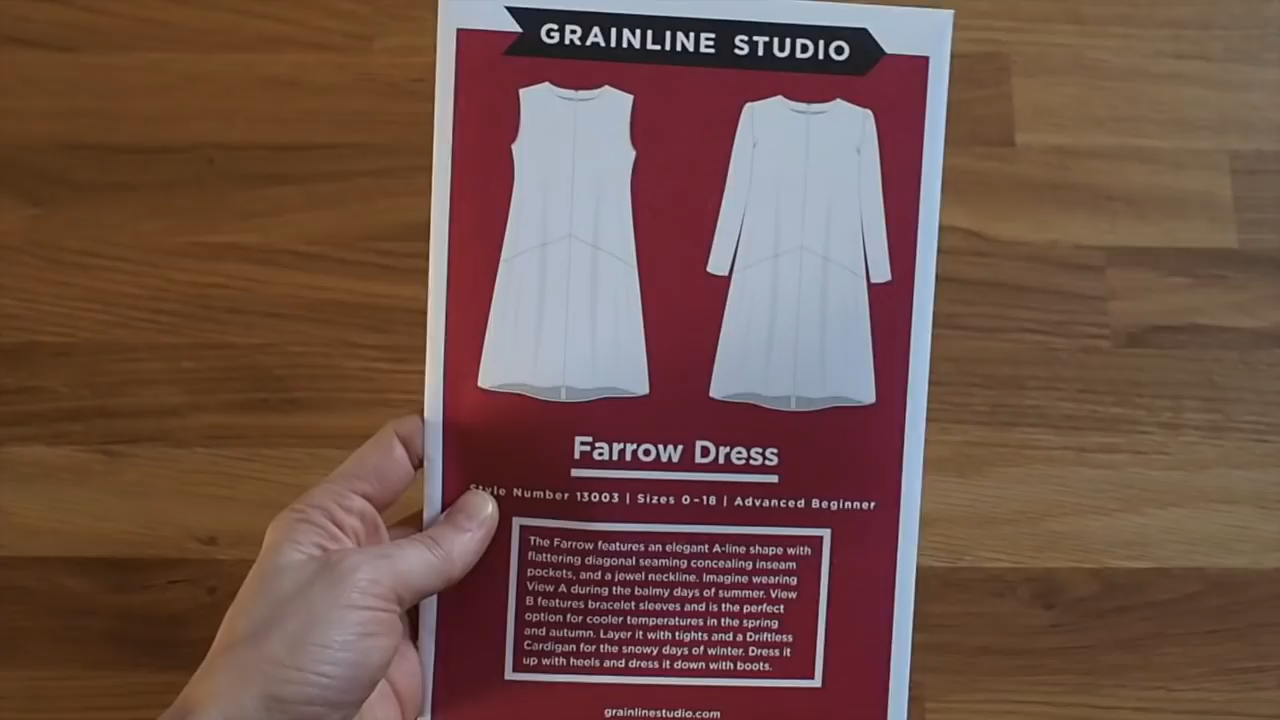 GRAINLINE STUDIO
Farrow Dress
Style Number 13003 | Sizes 0-18 | Advanced Beginner
The Farrow features an elegant A-line shape with
flattering diagonal seaming concealing inseam
pockets, and a jewel neckline. Imagine wearing
View A during the balmy days of summer. View
B features bracelet sleeves and is the perfect
option for cooler temperatures in the spring
and autumn. Layer it with tights and a Driftless
Cardigan for the snowy days of winter. Dress it
up with heels and dress it down with boots.
grainlinestudio.com